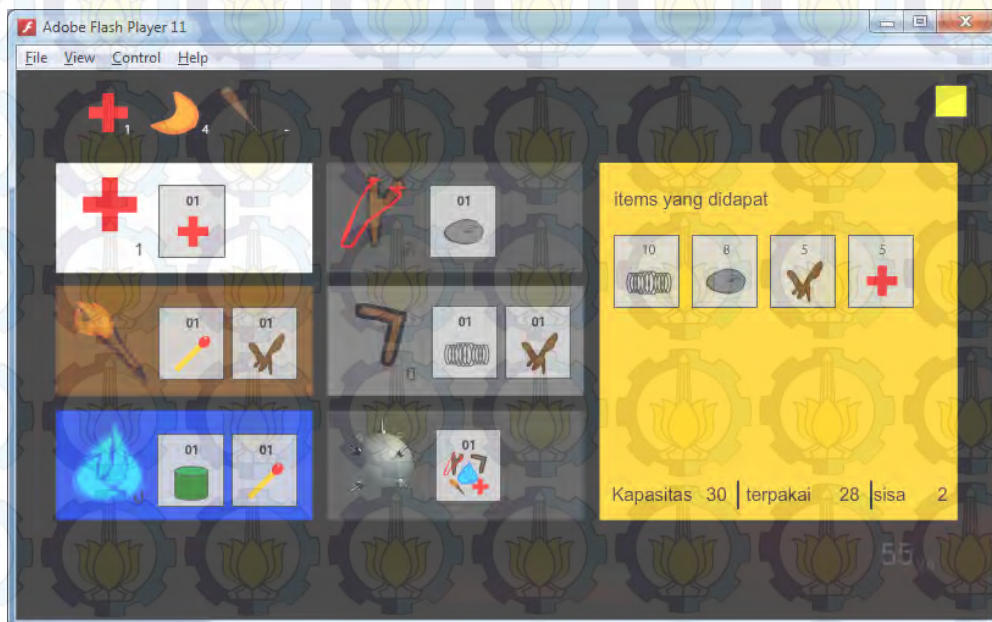 Adobe Flash Player 11
File View Control Help
1 4 -
01
1
01
01 01
01 01
01 01
01
items yang didapat
10 8 5 5
Kapasitas 30 | terpakai 28 | sisa 2
55